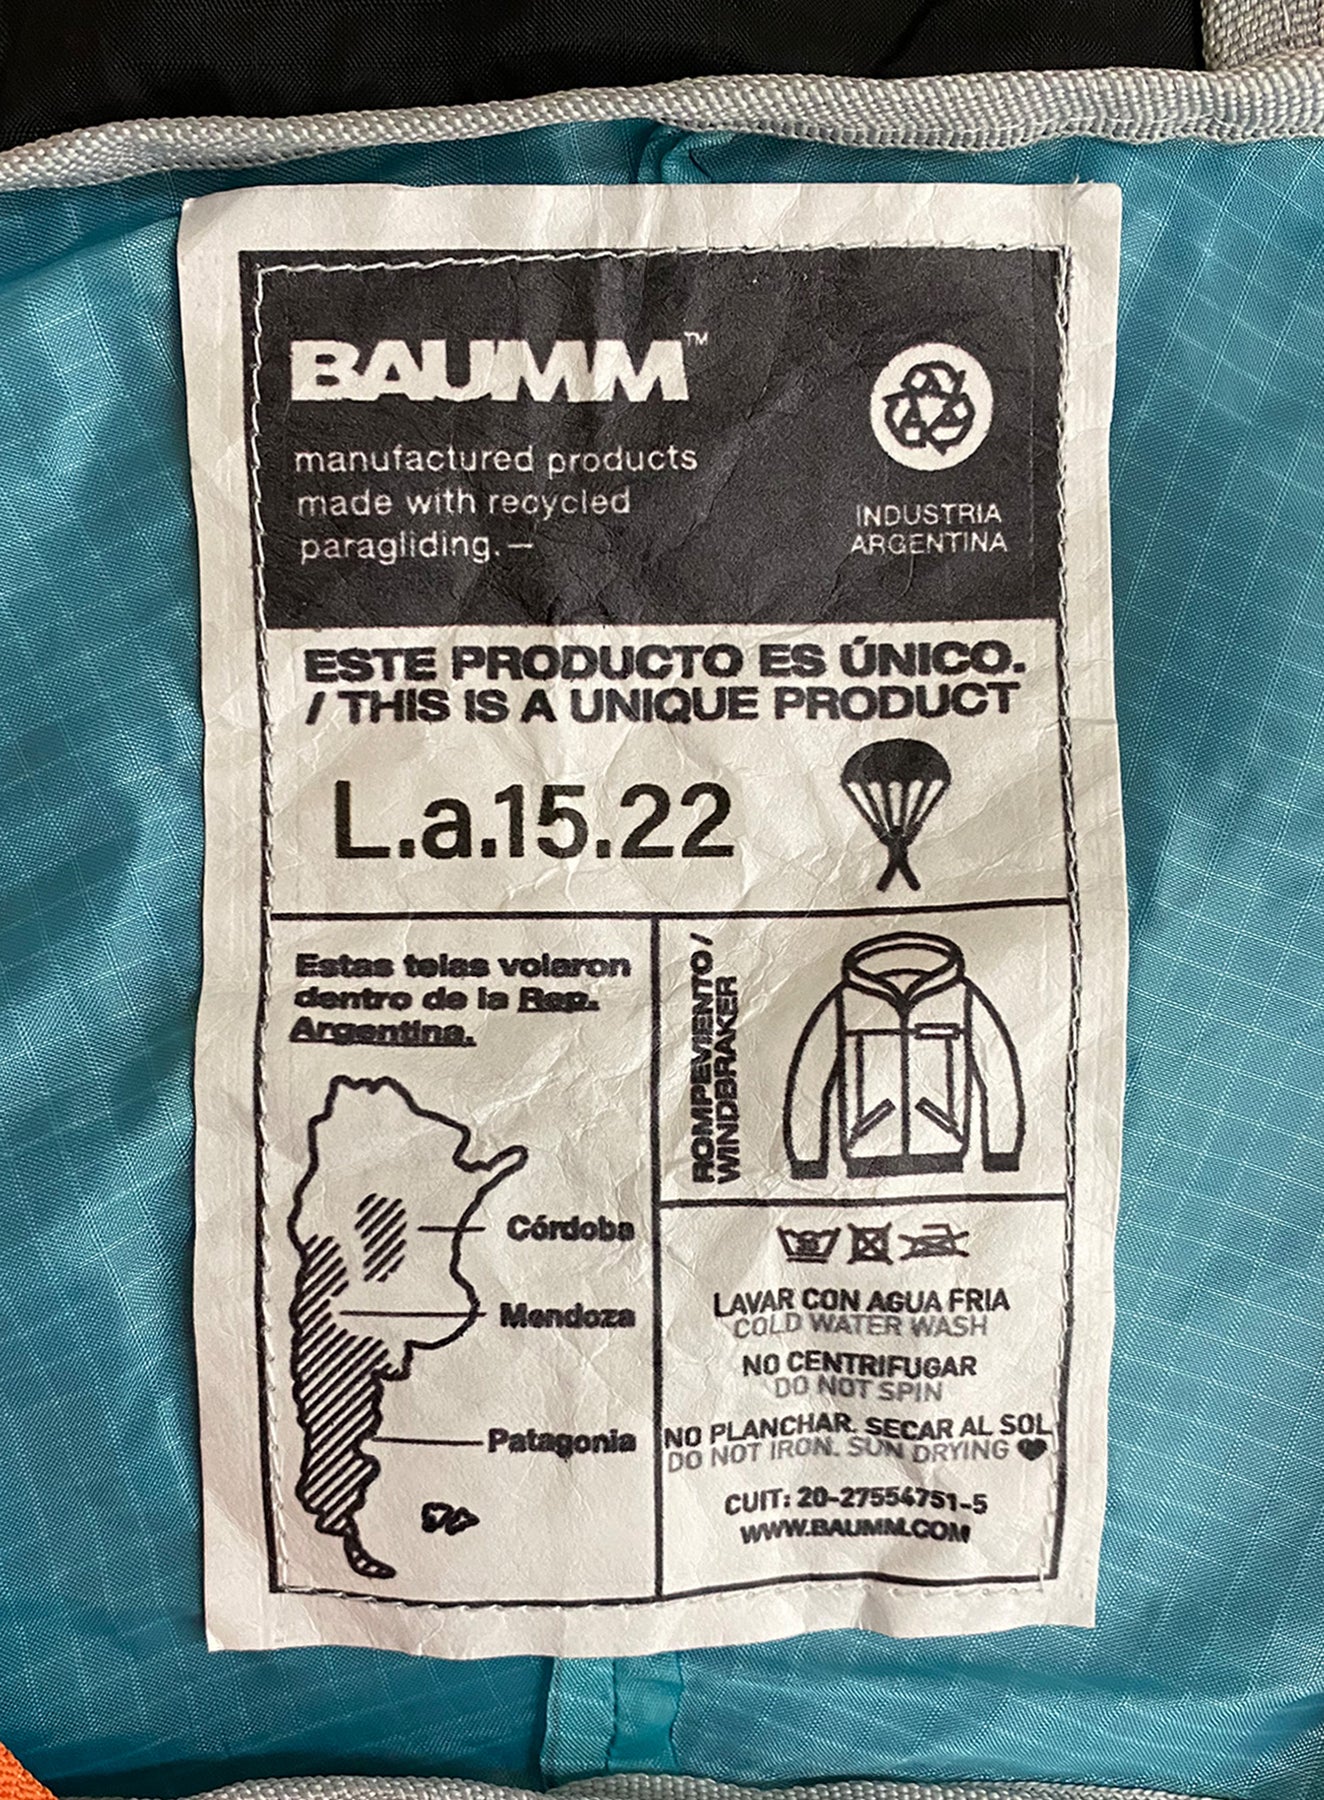 BAUMM™
manufactured products
made with recycled
paragliding.—
INDUSTRIA
ARGENTINA
ESTE PRODUCTO ES ÚNICO.
/ THIS IS A UNIQUE PRODUCT
L.a.15.22
Estas telas volaron
dentro de la Rep.
Argentina.
Córdoba
Mendoza
Patagonia
ROMPEVIENTO /
WINDBRAKER
LAVAR CON AGUA FRIA
COLD WATER WASH
NO CENTRIFUGAR
DO NOT SPIN
NO PLANCHAR. SECAR AL SOL
DO NOT IRON. SUN DRYING
CUIT: 20-27554751-5
WWW.BAUMM.COM